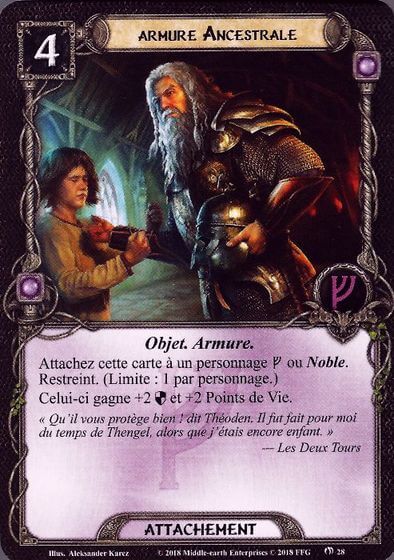 4
ARMURE ANCESTRALE
Objet. Armure.
Attachez cette carte à un personnage ᚠ ou Noble.
Restreint. (Limite : 1 par personnage.)
Celui-ci gagne +2 et +2 Points de Vie.
« Qu'il vous protège bien ! dit Théoden. Il fut fait pour moi
du temps de Thengel, alors que j'étais encore enfant. »
— Les Deux Tours
ATTACHEMENT
Illus. Aleksander Karcz © 2018 Middle-earth Enterprises © 2018 FFG 28